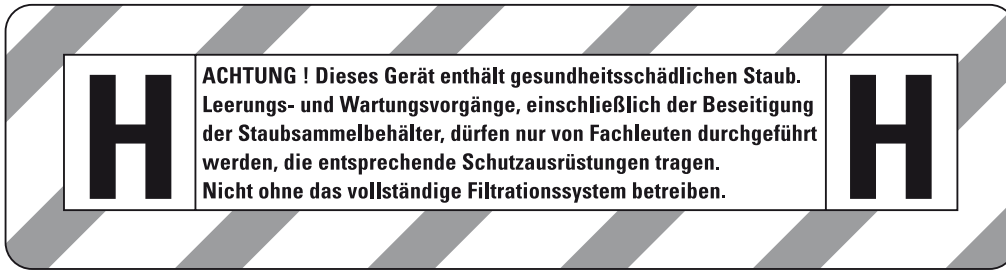 H
ACHTUNG ! Dieses Gerät enthält gesundheitsschädlichen Staub.
Leerungs- und Wartungsvorgänge, einschließlich der Beseitigung
der Staubsammelbehälter, dürfen nur von Fachleuten durchgeführt
werden, die entsprechende Schutzausrüstungen tragen.
Nicht ohne das vollständige Filtrationssystem betreiben.
H